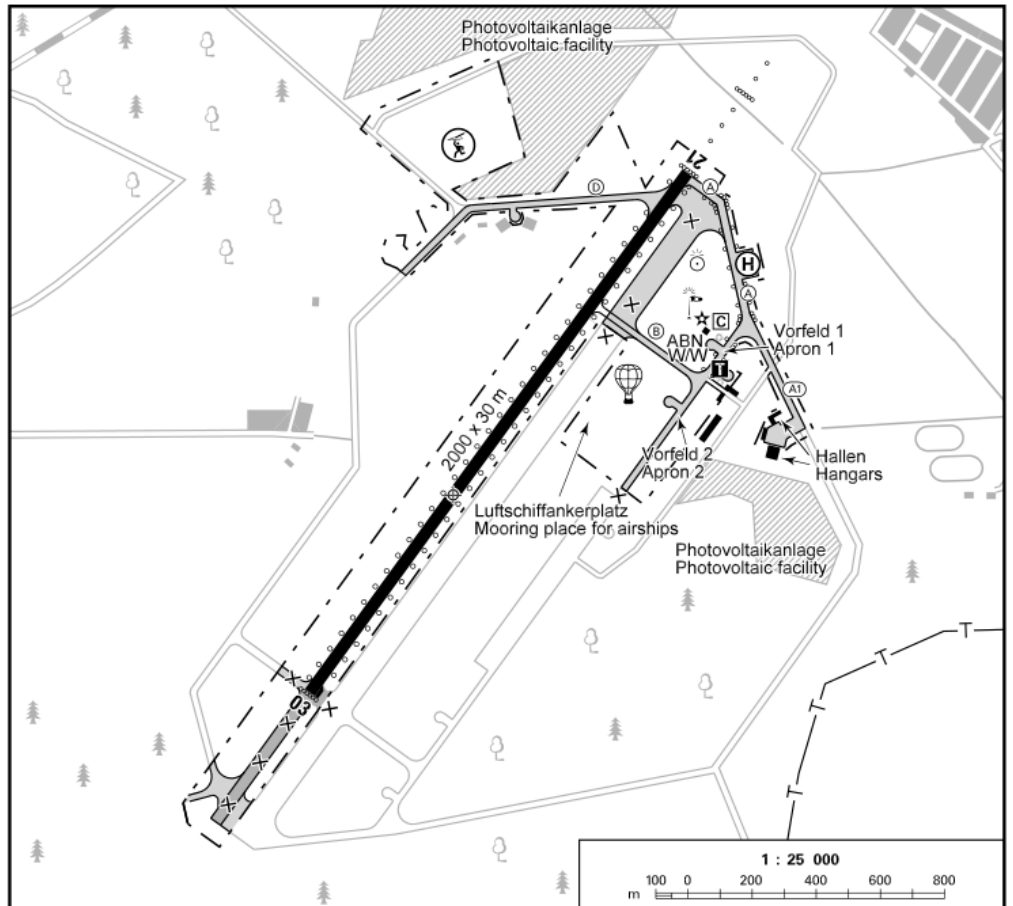 Photovoltaikanlage
Photovoltaic facility
21
D
A
H
A
C
B
ABN
W/W
Vorfeld 1
Apron 1
T
A1
2000 x 30 m
Vorfeld 2
Apron 2
Hallen
Hangars
Luftschiffankerplatz
Mooring place for airships
Photovoltaikanlage
Photovoltaic facility
T
T
T
T
03
1 : 25 000
m 100 0 200 400 600 800